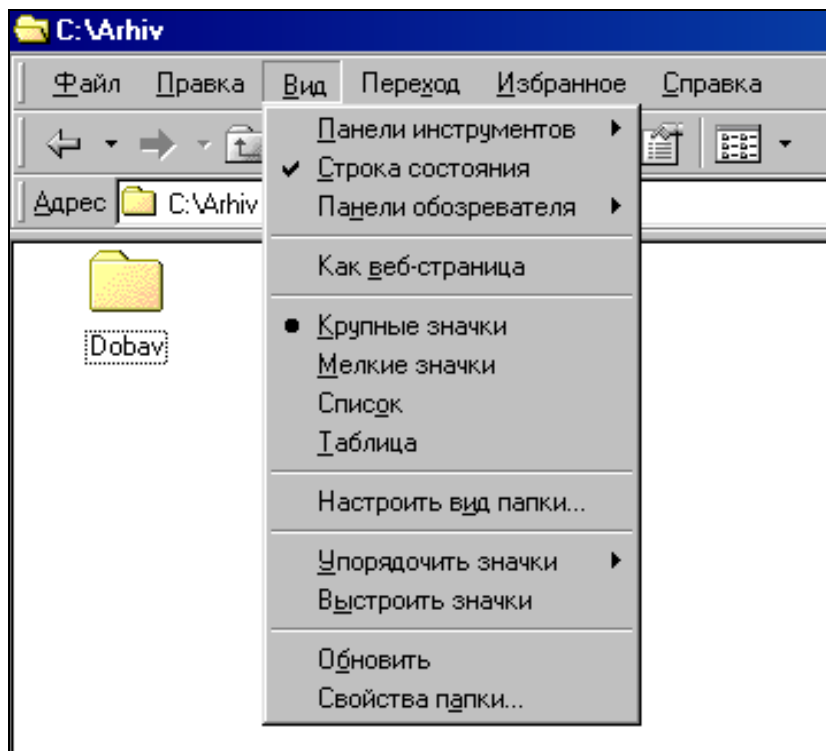 C:\Arhiv
Файл Правка Вид Переход Избранное Справка
Адрес C:\Arhiv
Dobav
Панели инструментов
Строка состояния
Панели обозревателя
Как веб-страница
Крупные значки
Мелкие значки
Список
Таблица
Настроить вид папки...
Упорядочить значки
Выстроить значки
Обновить
Свойства папки...